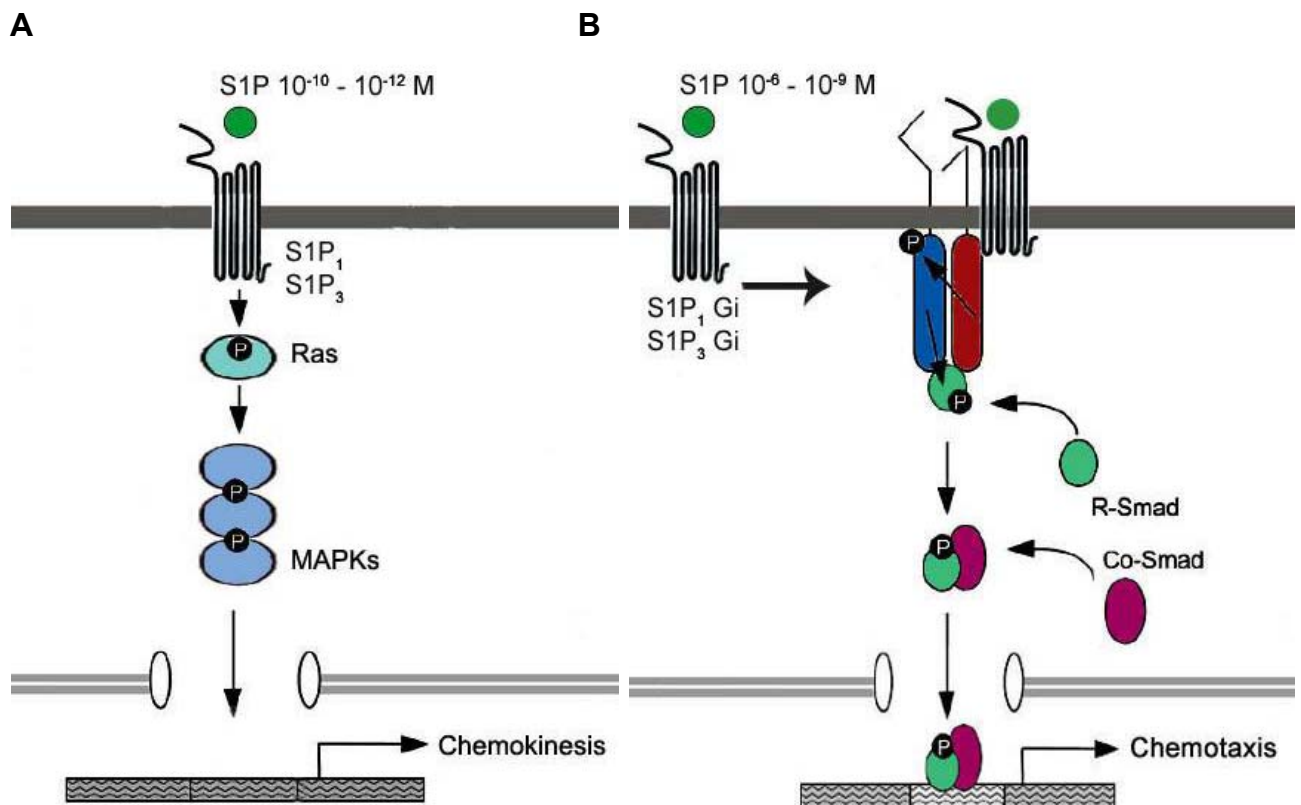 A
S1P 10⁻¹⁰ - 10⁻¹² M
S1P₁
S1P₃
P
Ras
P
P
MAPKs
Chemokinesis
B
S1P 10⁻⁶ - 10⁻⁹ M
P
S1P₁ Gi
S1P₃ Gi
P
R-Smad
P
Co-Smad
P
Chemotaxis